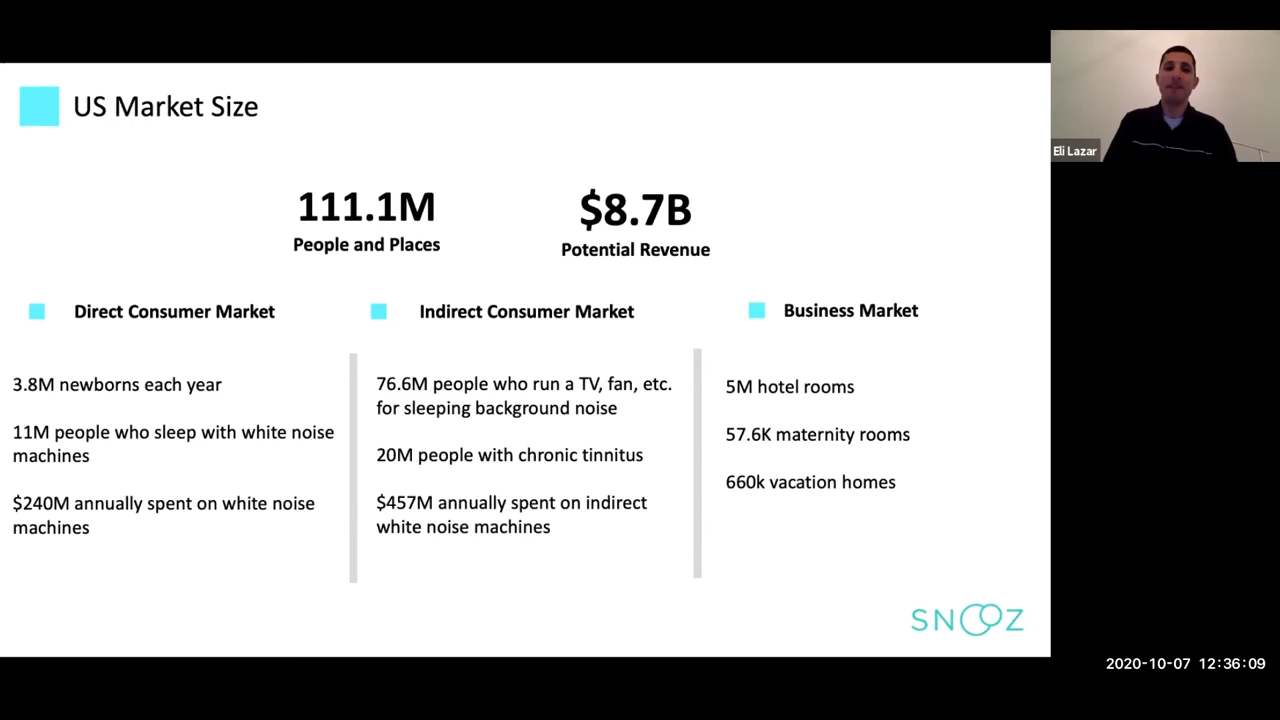 US Market Size
111.1M
People and Places
$8.7B
Potential Revenue
Direct Consumer Market
3.8M newborns each year
11M people who sleep with white noise
machines
$240M annually spent on white noise
machines
Indirect Consumer Market
76.6M people who run a TV, fan, etc.
for sleeping background noise
20M people with chronic tinnitus
$457M annually spent on indirect
white noise machines
Business Market
5M hotel rooms
57.6K maternity rooms
660k vacation homes
SNOOZ
Eli Lazar
2020-10-07 12:36:09